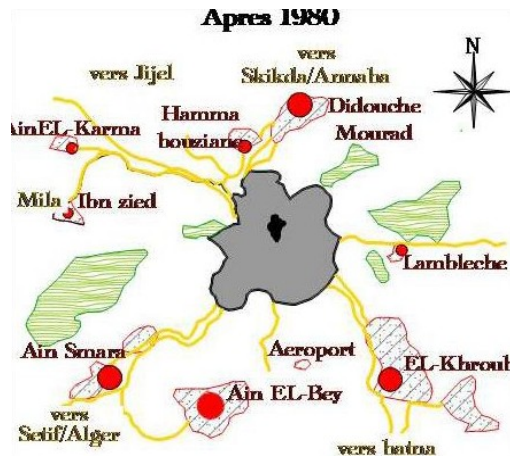 Apres 1980
vers
Skikda/Annaba
N
vers Jijel
Hamma
bouziane
Didouche
Mourad
AinEL-Karma
Mila
Ibn zied
Lambleche
Ain Smara
Aeroport
EL-Khroub
Ain EL-Bey
vers
Setif/Alger
vers batna